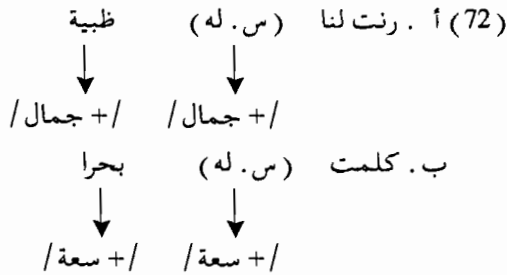 (72) أ . رنت لنا (س. له) ظبية
/+ جمال/ /+ جمال/
ب. كلمت (س. له) بحرا
/+ سعة/ /+ سعة/